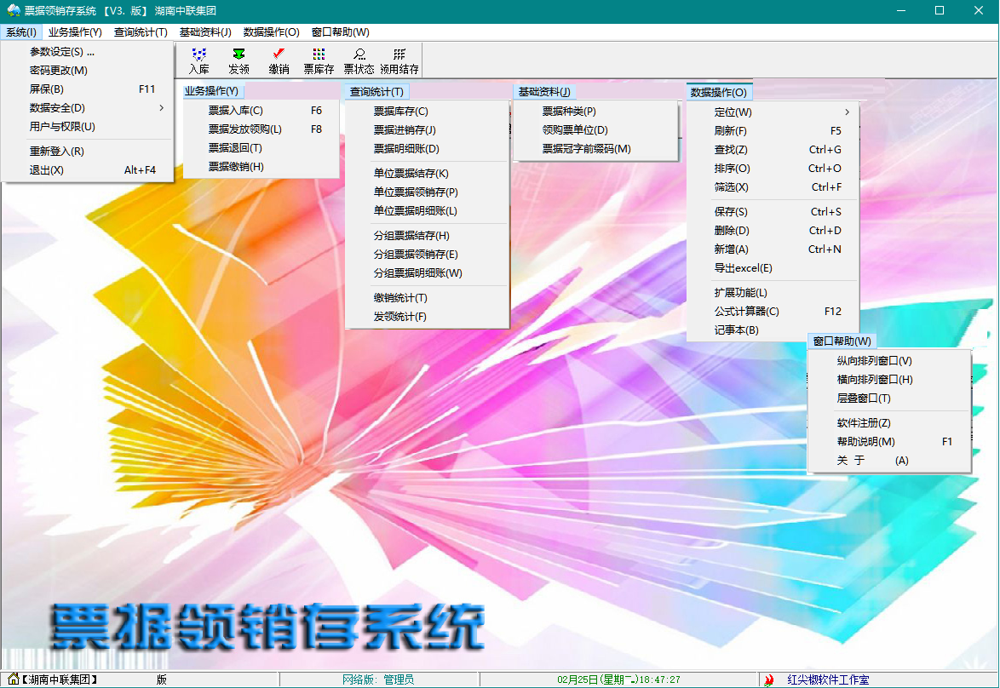 票据领销存系统 【V3. 版】 湖南中联集团
系统(I) 业务操作(Y) 查询统计(T) 基础资料(J) 数据操作(O) 窗口帮助(W)
入库 发领 缴销 票库存 票状态 领用结存
参数设定(S) ...
密码更改(M)
屏保(B) F11
数据安全(D)
用户与权限(U)
重新登入(R)
退出(X) Alt+F4
业务操作(Y)
票据入库(C) F6
票据发放领购(L) F8
票据退回(T)
票据缴销(H)
查询统计(T)
票据库存(C)
票据进销存(J)
票据明细账(D)
单位票据结存(K)
单位票据领销存(P)
单位票据明细账(L)
分组票据结存(H)
分组票据领销存(E)
分组票据明细账(W)
缴销统计(T)
发领统计(F)
基础资料(J)
票据种类(P)
领购票单位(D)
票据冠字前缀码(M)
数据操作(O)
定位(W)
刷新(F) F5
查找(Z) Ctrl+G
排序(O) Ctrl+O
筛选(X) Ctrl+F
保存(S) Ctrl+S
删除(D) Ctrl+D
新增(A) Ctrl+N
导出excel(E)
扩展功能(L)
公式计算器(C) F12
记事本(B)
窗口帮助(W)
纵向排列窗口(V)
横向排列窗口(H)
层叠窗口(T)
软件注册(Z)
帮助说明(M) F1
关 于 (A)
票据领销存系统
【湖南中联集团】 版 网络版: 管理员 02月25日(星期二)18:47:27 红尖椒软件工作室